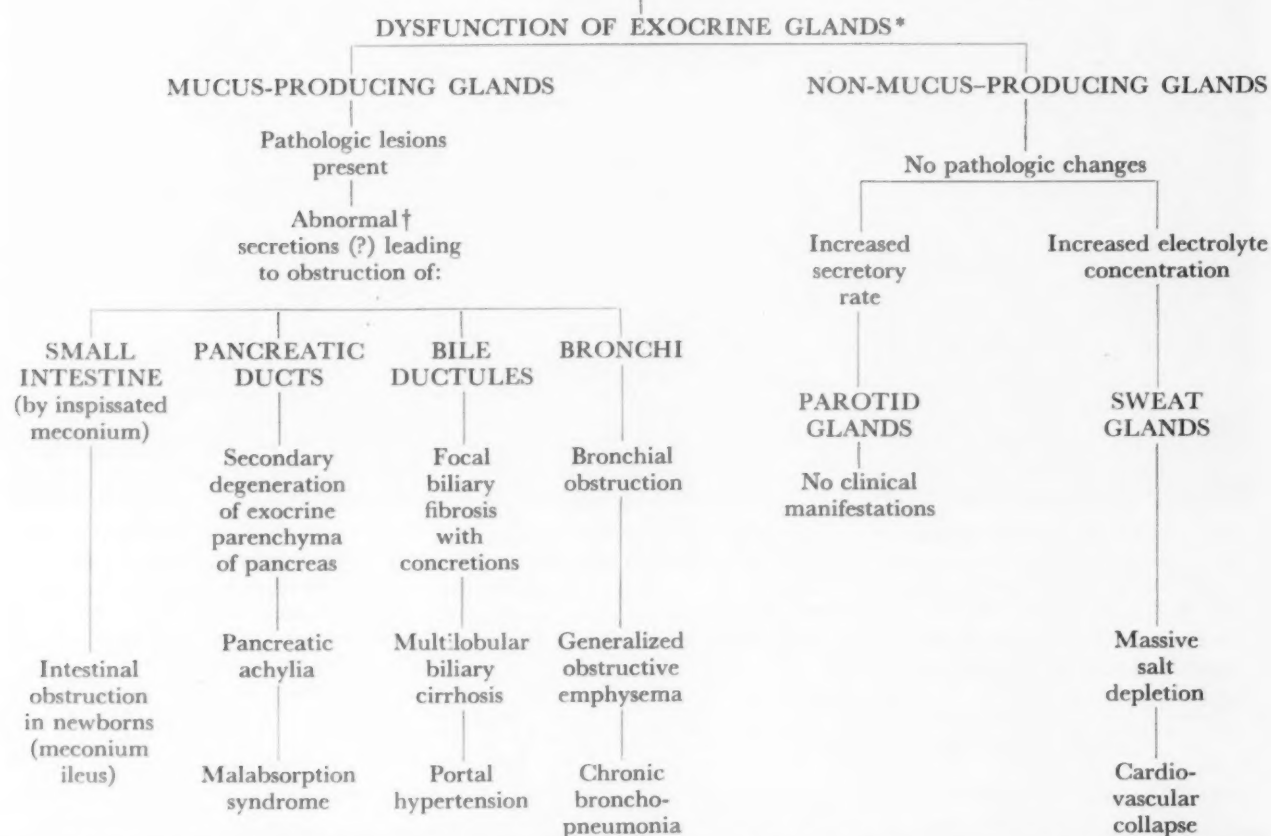 DYSFUNCTION OF EXOCRINE GLANDS*
MUCUS-PRODUCING GLANDS
Pathologic lesions
present
Abnormal†
secretions (?) leading
to obstruction of:
SMALL
INTESTINE
(by inspissated
meconium)
Intestinal
obstruction
in newborns
(meconium
ileus)
PANCREATIC
DUCTS
Secondary
degeneration
of exocrine
parenchyma
of pancreas
Pancreatic
achylia
Malabsorption
syndrome
BILE
DUCTULES
Focal
biliary
fibrosis
with
concretions
Multilobular
biliary
cirrhosis
Portal
hypertension
BRONCHI
Bronchial
obstruction
Generalized
obstructive
emphysema
Chronic
broncho-
pneumonia
NON-MUCUS–PRODUCING GLANDS
No pathologic changes
Increased
secretory
rate
PAROTID
GLANDS
No clinical
manifestations
Increased electrolyte
concentration
SWEAT
GLANDS
Massive
salt
depletion
Cardio-
vascular
collapse